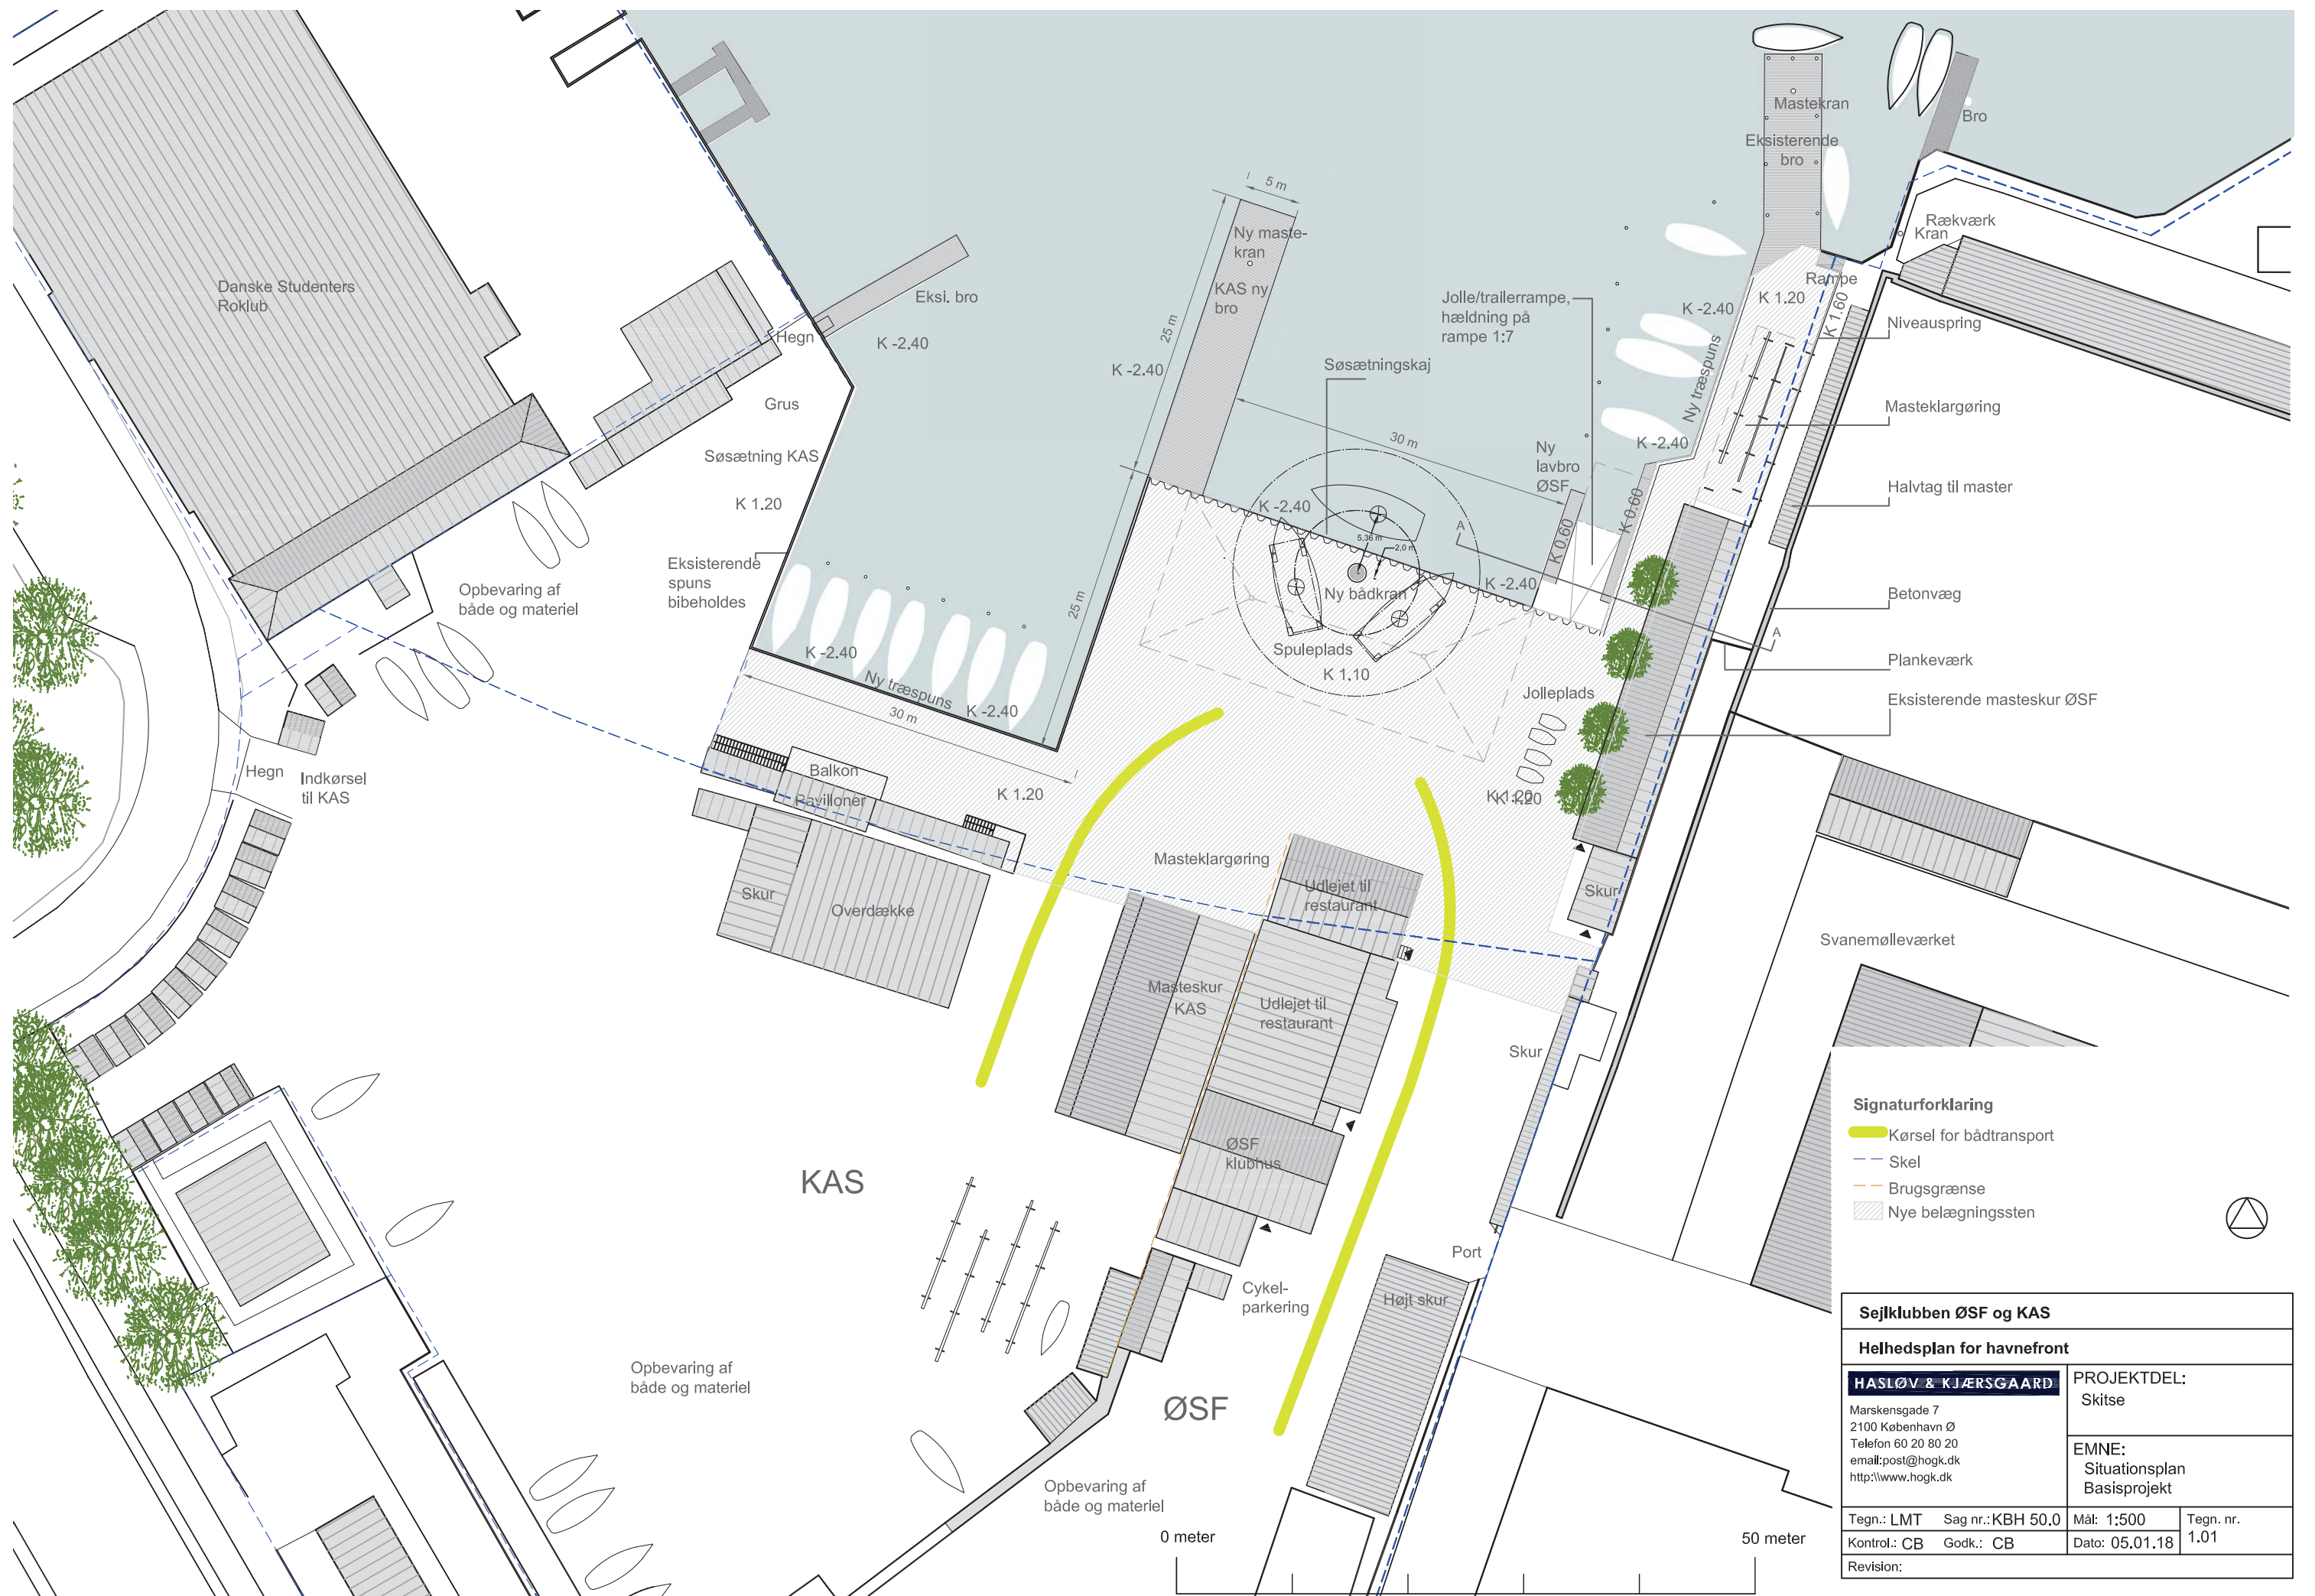 Mastekran
Bro
Eksisterende
bro
5 m
Ny maste-
kran
KAS ny
bro
25 m
Danske Studenters
Roklub
Eksi. bro
Hegn
K -2.40
K -2.40
Jolle/trailerrampe,
hældning på
rampe 1:7
Søsætningskaj
K -2.40
K 1.20
Rampe
K 1.60
Rækværk
Kran
Niveauspring
Ny træspuns
Masteklargøring
Grus
Søsætning KAS
30 m
Ny
lavbro
ØSF
K -2.40
Halvtag til master
K 1.20
K -2.40
K 0.60
K 0.60
A
5,36 m
2,0 m
Eksisterende
spuns
bibeholdes
Opbevaring af
både og materiel
25 m
Ny bådkran
K -2.40
Betonvæg
A
Spuleplads
K 1.10
Plankeværk
K -2.40
Ny træspuns
K -2.40
30 m
Jolleplads
Eksisterende masteskur ØSF
Hegn
Indkørsel
til KAS
Balkon
Pavilloner
K 1.20
K 1.20
K 1.20
Masteklargøring
Udlejet til
restaurant
Skur
Overdække
Skur
Svanemølleværket
Masteskur
KAS
Udlejet til
restaurant
Skur
ØSF
klubhus
KAS
Port
Cykel-
parkering
Højt skur
Opbevaring af
både og materiel
ØSF
Opbevaring af
både og materiel
0 meter
50 meter
Signaturforklaring
Kørsel for bådtransport
Skel
Brugsgrænse
Nye belægningssten
Sejlklubben ØSF og KAS
Helhedsplan for havnefront
HASLØV & KJÆRSGAARD
Marskensgade 7
2100 København Ø
Telefon 60 20 80 20
email:post@hogk.dk
http:\\www.hogk.dk
PROJEKTDEL:
Skitse
EMNE:
Situationsplan
Basisprojekt
Tegn.: LMT Sag nr.: KBH 50.0 Mål: 1:500 Tegn. nr.
Kontrol.: CB Godk.: CB Dato: 05.01.18 1.01
Revision: